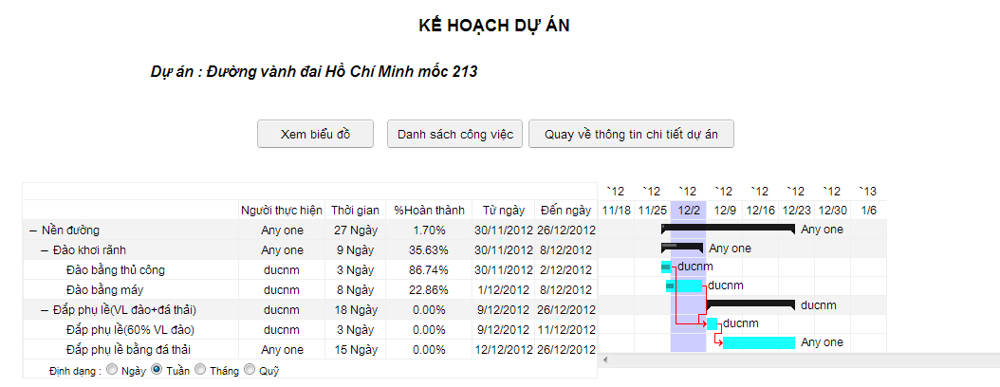 KẾ HOẠCH DỰ ÁN
Dự án : Đường vành đai Hồ Chí Minh mốc 213
Xem biểu đồ Danh sách công việc Quay về thông tin chi tiết dự án
`12 `12 `12 `12 `12 `12 `12 `13
Người thực hiện Thời gian %Hoàn thành Từ ngày Đến ngày 11/18 11/25 12/2 12/9 12/16 12/23 12/30 1/6
– Nền đường Any one 27 Ngày 1.70% 30/11/2012 26/12/2012 Any one
– Đào khơi rãnh Any one 9 Ngày 35.63% 30/11/2012 8/12/2012 Any one
Đào bằng thủ công ducnm 3 Ngày 86.74% 30/11/2012 2/12/2012 ducnm
Đào bằng máy ducnm 8 Ngày 22.86% 1/12/2012 8/12/2012 ducnm
– Đắp phụ lề(VL đào+đá thải) ducnm 18 Ngày 0.00% 9/12/2012 26/12/2012 ducnm
Đắp phụ lề(60% VL đào) ducnm 3 Ngày 0.00% 9/12/2012 11/12/2012 ducnm
Đắp phụ lề bằng đá thải Any one 15 Ngày 0.00% 12/12/2012 26/12/2012 Any one
Định dạng : Ngày Tuần Tháng Quỹ